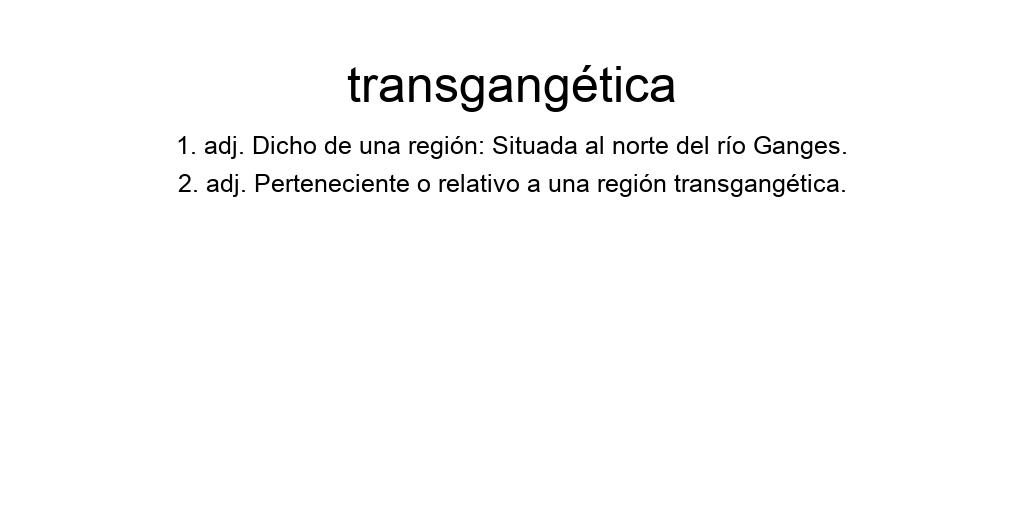 transgangética
1. adj. Dicho de una región: Situada al norte del río Ganges.
2. adj. Perteneciente o relativo a una región transgangética.